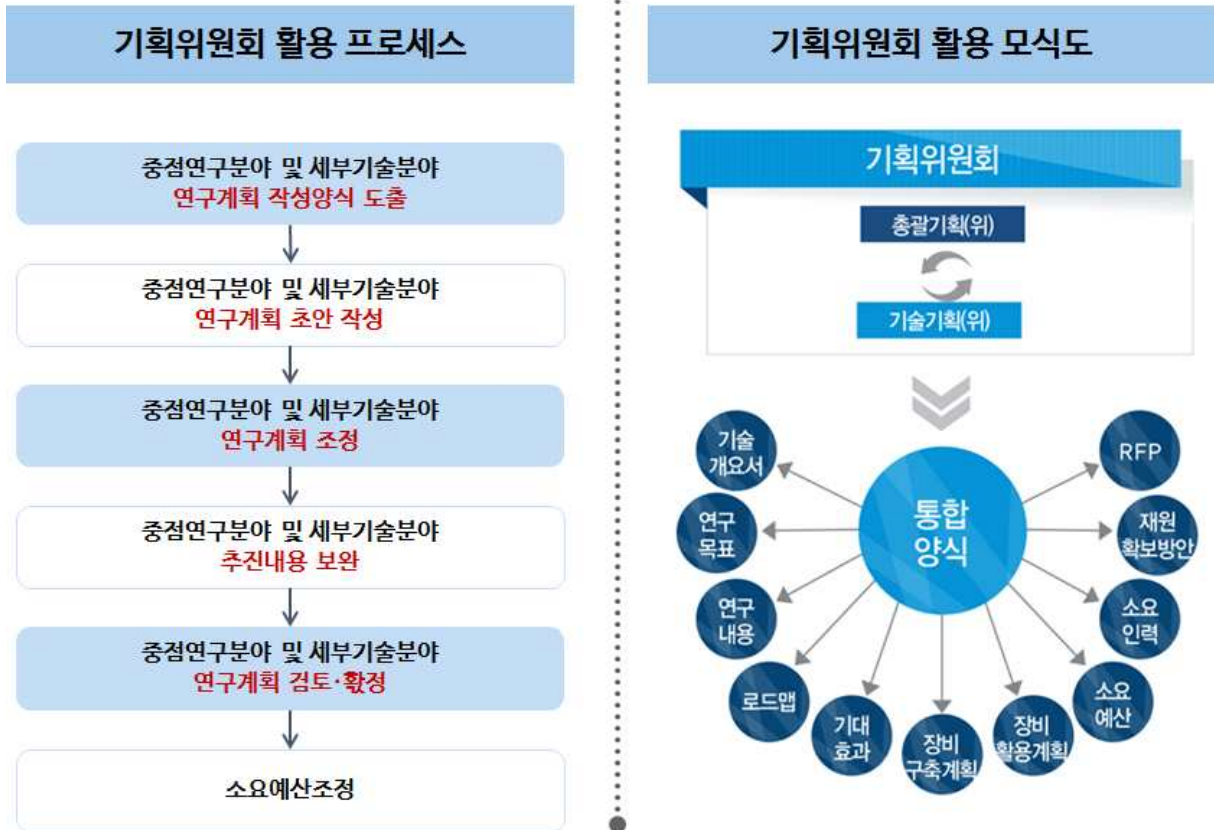 기획위원회 활용 프로세스
중점연구분야 및 세부기술분야
연구계획 작성양식 도출
중점연구분야 및 세부기술분야
연구계획 초안 작성
중점연구분야 및 세부기술분야
연구계획 조정
중점연구분야 및 세부기술분야
추진내용 보완
중점연구분야 및 세부기술분야
연구계획 검토·확정
소요예산조정
기획위원회 활용 모식도
기획위원회
총괄기획(위)
기술기획(위)
통합
양식
기술
개요서
연구
목표
연구
내용
로드맵
기대
효과
장비
구축계획
장비
활용계획
소요
예산
소요
인력
재원
확보방안
RFP